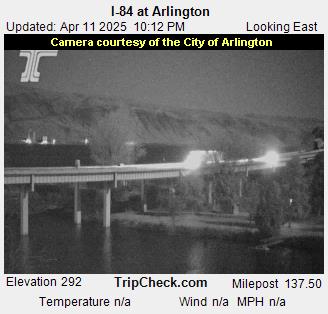 I-84 at Arlington
Updated: Apr 11 2025 10:12 PM Looking East
Camera courtesy of the City of Arlington
Elevation 292 TripCheck.com Milepost 137.50
Temperature n/a Wind n/a MPH n/a